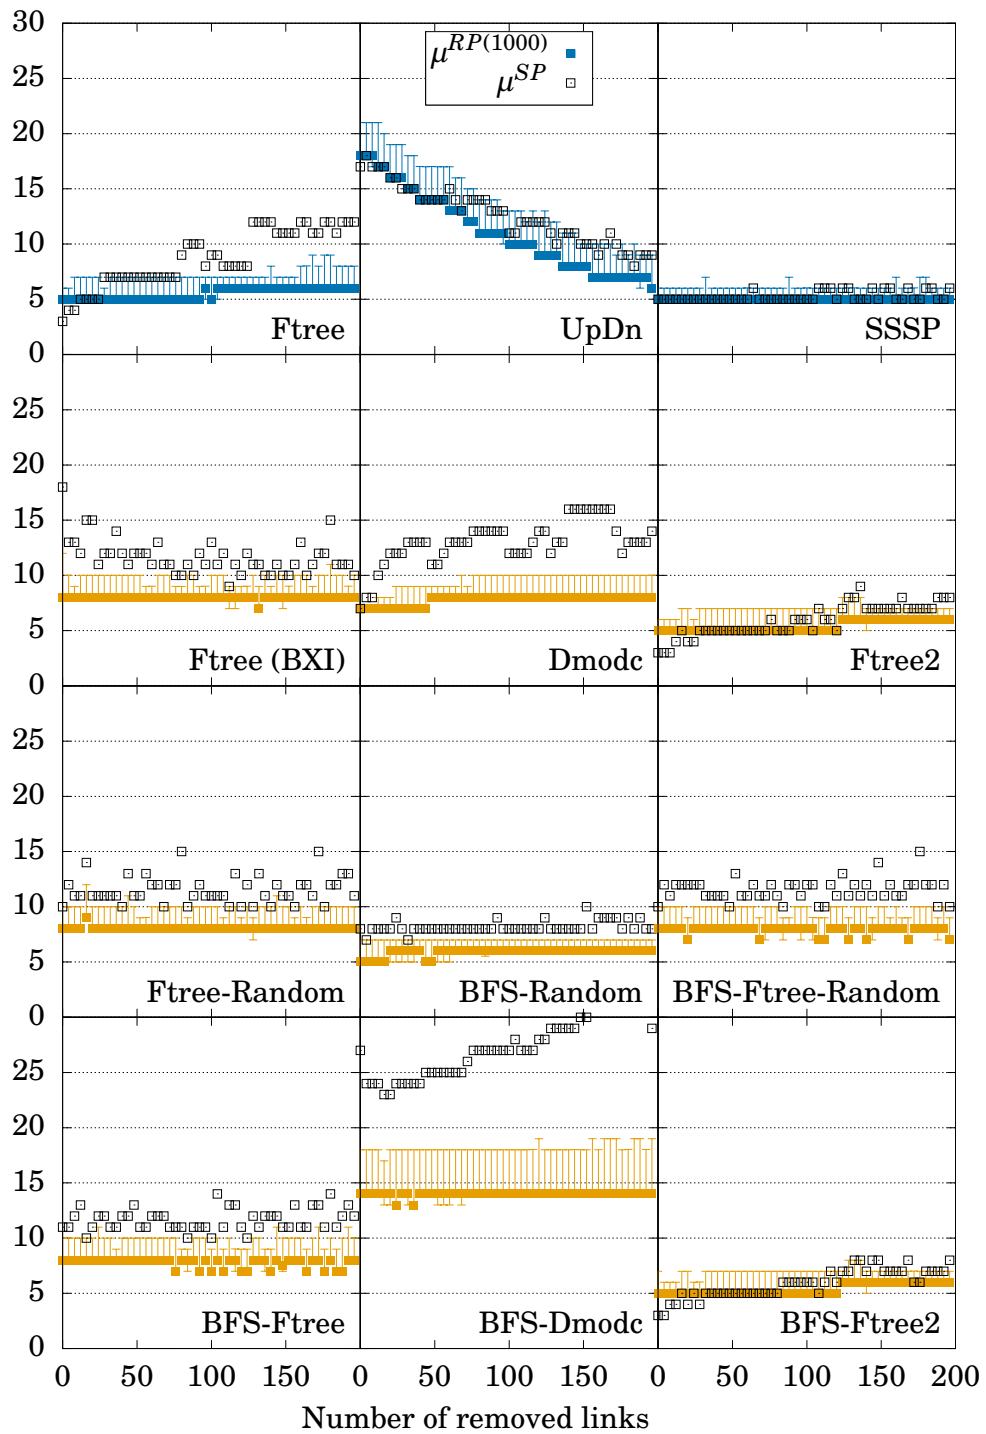 30
25
20
15
10
5
0
μ^RP(1000)
μ^SP
Ftree
UpDn
SSSP
25
20
15
10
5
0
Ftree (BXI)
Dmodc
Ftree2
25
20
15
10
5
0
Ftree-Random
BFS-Random
BFS-Ftree-Random
25
20
15
10
5
0
BFS-Ftree
BFS-Dmodc
BFS-Ftree2
0 50 100 150 0 50 100 150 0 50 100 150 200
Number of removed links